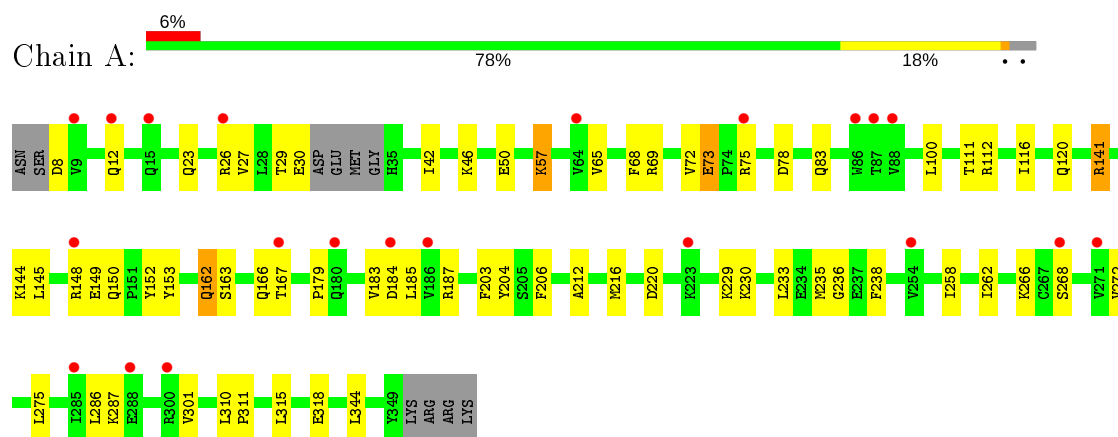 6%
Chain A:
78% 18% • •
ASN SER D8 V9 Q12 Q15 Q23 R26 V27 L28 T29 E30 ASP GLU MET GLY H35 I42 K46 E50 K57 V64 V65 F68 R69 V72 E73 P74 R75 D78 Q83 W86 T87 V88 L100 T111 R112 I116 Q120 R141
K144 L145 R148 E149 Q150 P151 Y152 Y153 Q162 S163 Q166 T167 P179 Q180 V183 D184 L185 V186 R187 F203 Y204 S205 F206 A212 M216 D220 K223 K229 K230 L233 E234 M235 G236 E237 F238 V254 I258 I262 K266 C267 S268 V271
L275 I285 L286 K287 E288 R300 V301 L310 P311 L315 E318 L344 Y349 LYS ARG ARG LYS